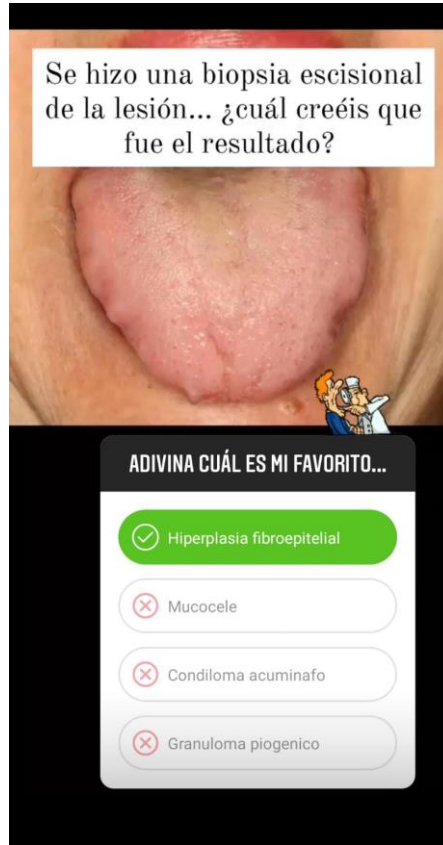 Se hizo una biopsia escisional
de la lesión... ¿cuál creéis que
fue el resultado?
ADIVINA CUÁL ES MI FAVORITO...
Hiperplasia fibroepitelial
Mucocele
Condiloma acuminafo
Granuloma piogenico